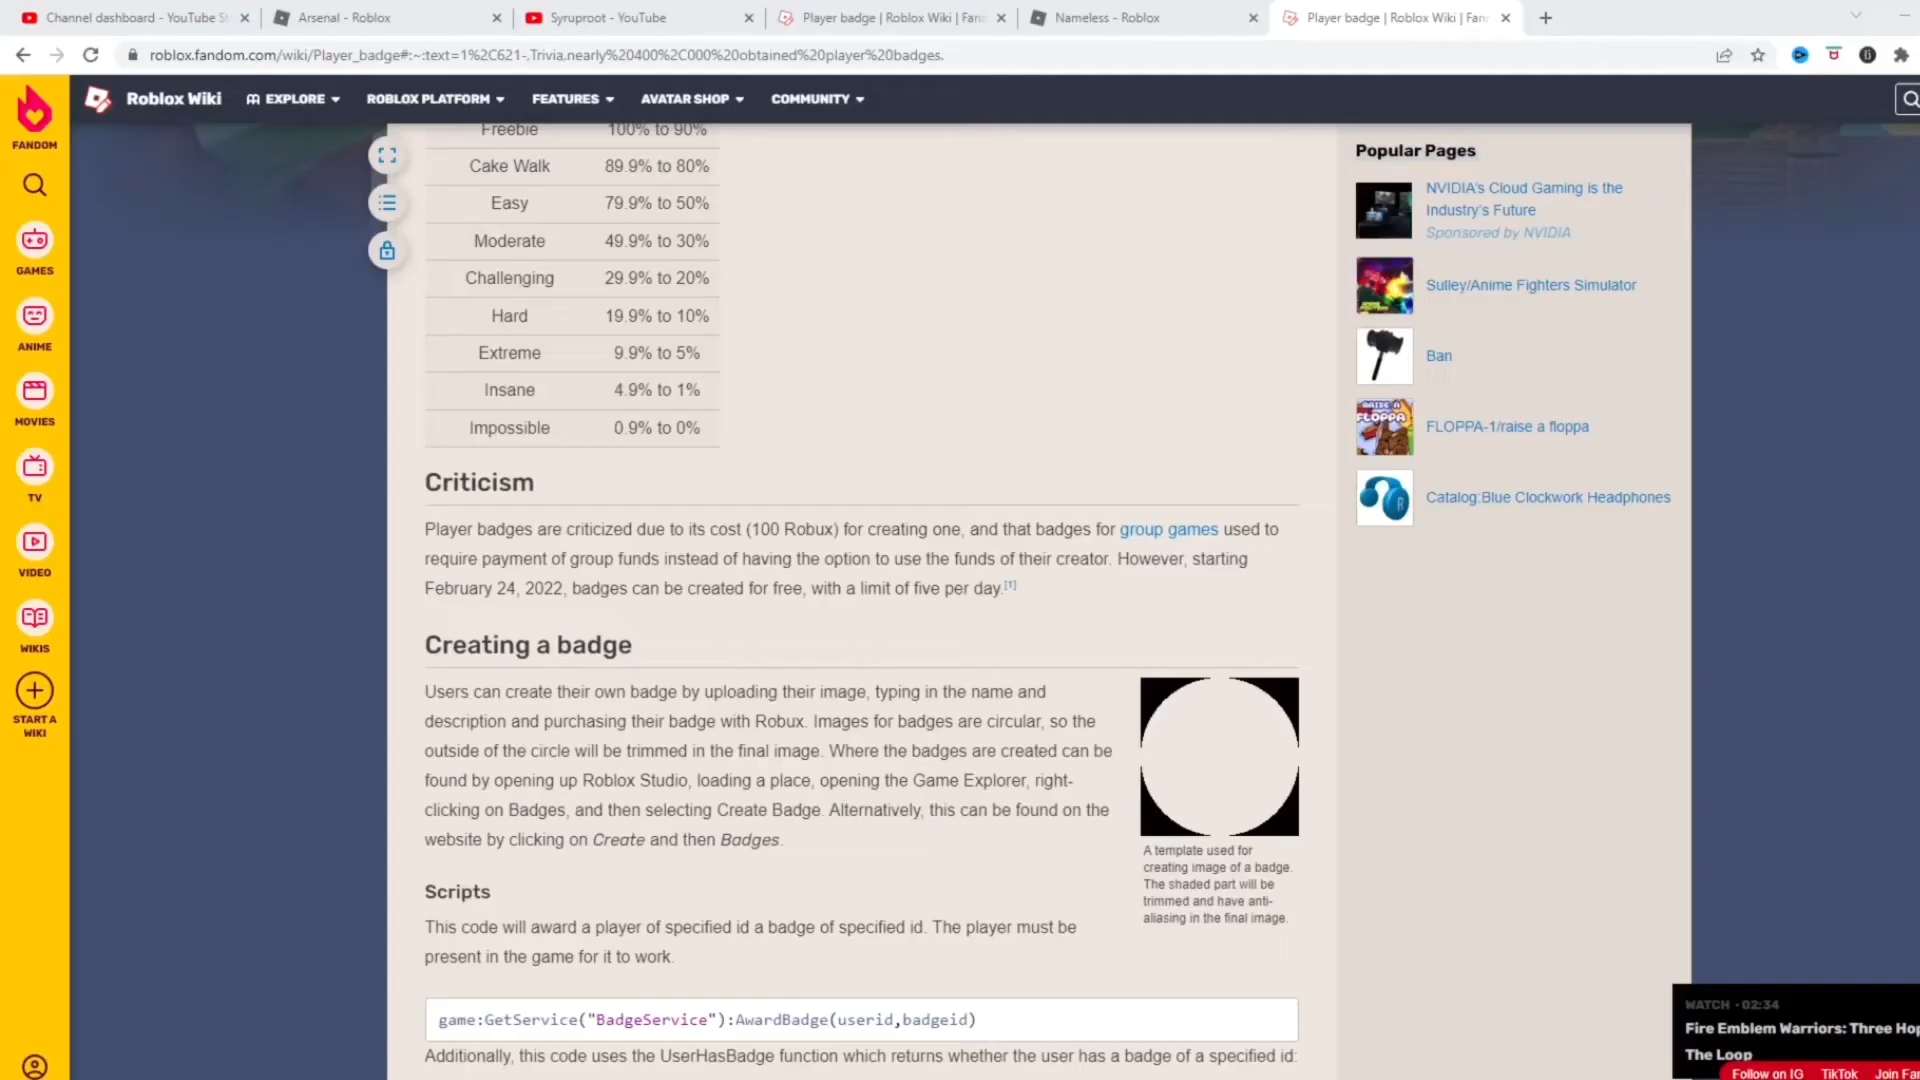 Channel dashboard - YouTube St
Arsenal - Roblox
Syruproot - YouTube
Player badge | Roblox Wiki | Fan
Nameless - Roblox
Player badge | Roblox Wiki | Fan
roblox.fandom.com/wiki/Player_badge#:~:text=1%2C621-,Trivia,nearly%20400%2C000%20obtained%20player%20badges.
FANDOM
Roblox Wiki
EXPLORE
ROBLOX PLATFORM
FEATURES
AVATAR SHOP
COMMUNITY
GAMES
ANIME
MOVIES
TV
VIDEO
WIKIS
START A
WIKI
Freebie 100% to 90%
Cake Walk 89.9% to 80%
Easy 79.9% to 50%
Moderate 49.9% to 30%
Challenging 29.9% to 20%
Hard 19.9% to 10%
Extreme 9.9% to 5%
Insane 4.9% to 1%
Impossible 0.9% to 0%
Criticism
Player badges are criticized due to its cost (100 Robux) for creating one, and that badges for group games used to
require payment of group funds instead of having the option to use the funds of their creator. However, starting
February 24, 2022, badges can be created for free, with a limit of five per day.[1]
Creating a badge
Users can create their own badge by uploading their image, typing in the name and
description and purchasing their badge with Robux. Images for badges are circular, so the
outside of the circle will be trimmed in the final image. Where the badges are created can be
found by opening up Roblox Studio, loading a place, opening the Game Explorer, right-
clicking on Badges, and then selecting Create Badge. Alternatively, this can be found on the
website by clicking on Create and then Badges.
A template used for
creating image of a badge.
The shaded part will be
trimmed and have anti-
aliasing in the final image.
Scripts
This code will award a player of specified id a badge of specified id. The player must be
present in the game for it to work.
game:GetService("BadgeService"):AwardBadge(userid,badgeid)
Additionally, this code uses the UserHasBadge function which returns whether the user has a badge of a specified id:
Popular Pages
NVIDIA's Cloud Gaming is the
Industry's Future
Sponsored by NVIDIA
Sulley/Anime Fighters Simulator
Ban
RAISE A
FLOPPA
FLOPPA-1/raise a floppa
Catalog:Blue Clockwork Headphones
WATCH • 02:34
Fire Emblem Warriors: Three Hop
The Loop
Follow on IG TikTok Join Fan